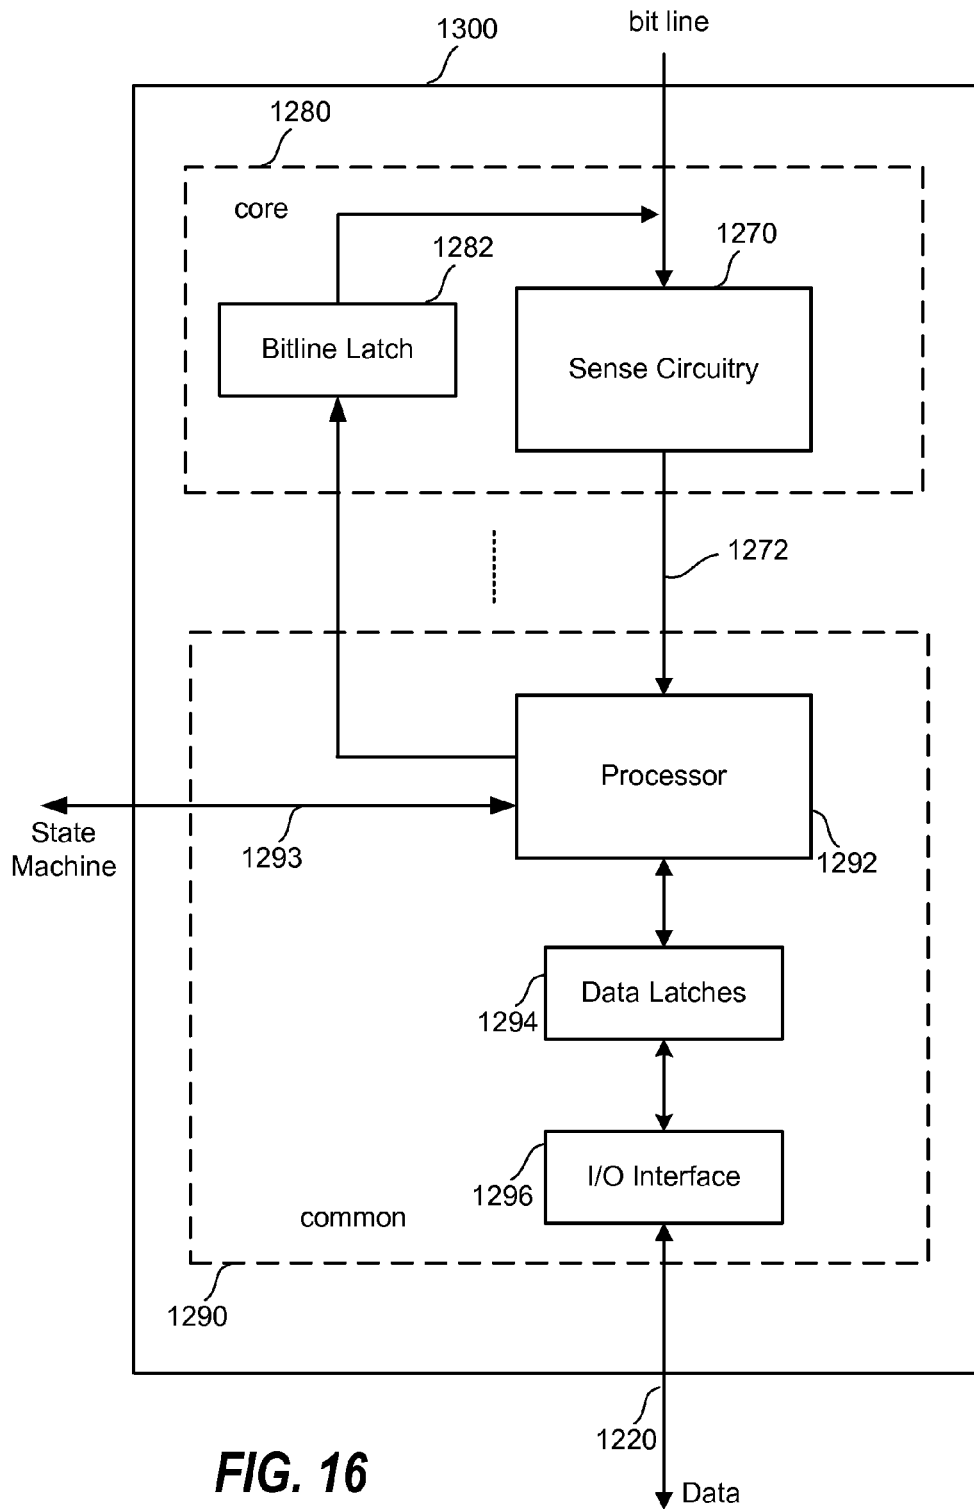 1300
bit line
1280
core
1282
1270
Bitline Latch
Sense Circuitry
1272
Processor
State
Machine
1293
1292
Data Latches
1294
I/O Interface
1296
common
1290
1220
Data
FIG. 16